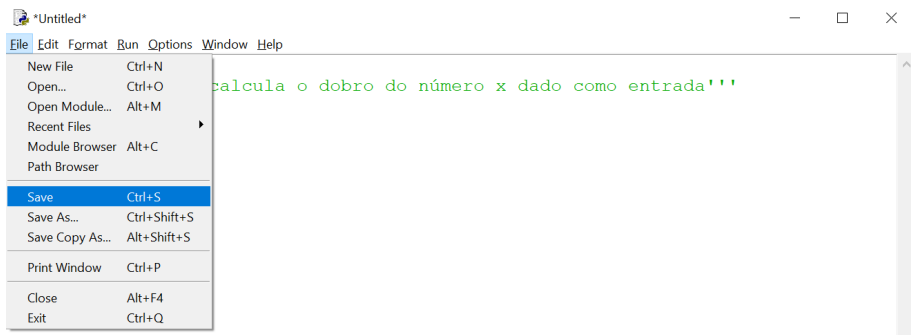 *Untitled*
File Edit Format Run Options Window Help
New File Ctrl+N
Open... Ctrl+O
calcula o dobro do número x dado como entrada'''
Open Module... Alt+M
Recent Files
Module Browser Alt+C
Path Browser
Save Ctrl+S
Save As... Ctrl+Shift+S
Save Copy As... Alt+Shift+S
Print Window Ctrl+P
Close Alt+F4
Exit Ctrl+Q